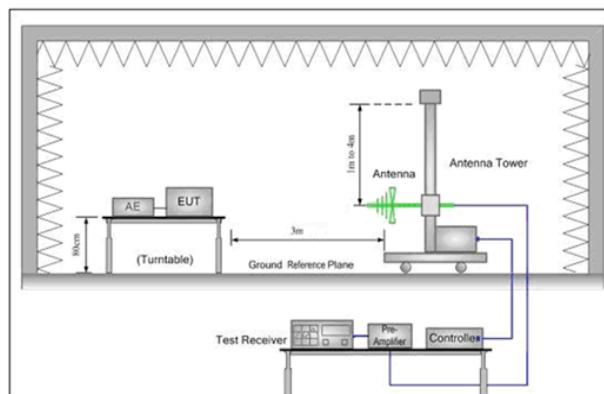 1m to 4m
Antenna
Antenna Tower
AE
EUT
3m
80cm
(Turntable)
Ground Reference Plane
Test Receiver
Pre-
Amplifier
Controller